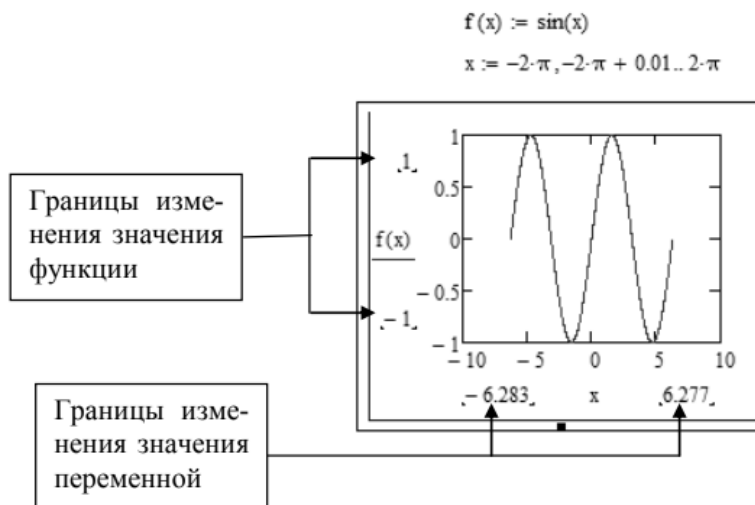 f(x) := sin(x)
x := −2·π,−2·π + 0.01.. 2·π
Границы изме-
нения значения
функции
1
f(x)
−1
1
0.5
0
−0.5
−1
−10 −5 0 5 10
−6.283 x 6.277
Границы изме-
нения значения
переменной